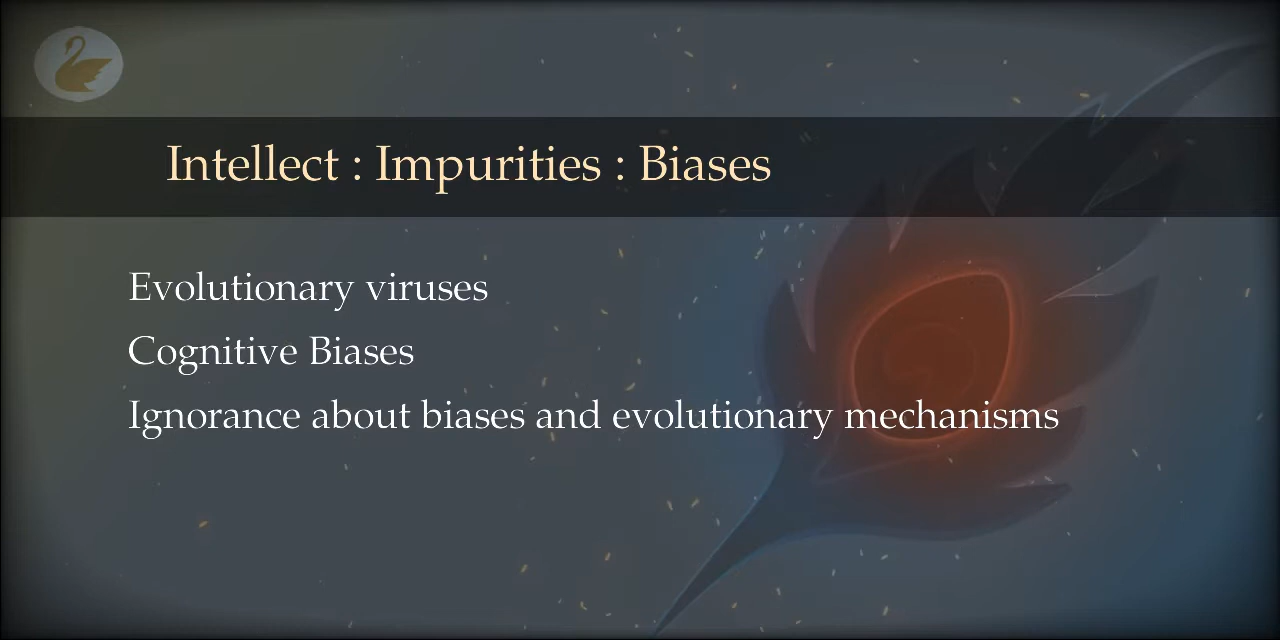 Intellect : Impurities : Biases
Evolutionary viruses
Cognitive Biases
Ignorance about biases and evolutionary mechanisms